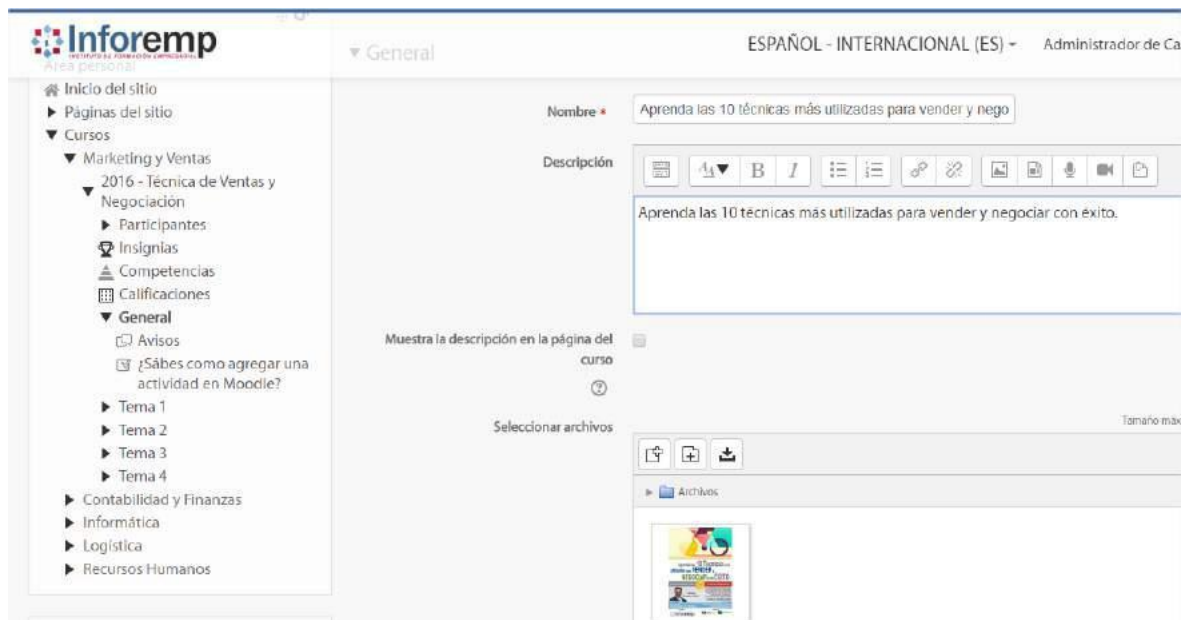 Inforemp
INSTITUTO DE FORMACIÓN EMPRESARIAL
Área personal
General
ESPAÑOL - INTERNACIONAL (ES)
Administrador de Ca
Inicio del sitio
Páginas del sitio
Cursos
Marketing y Ventas
2016 - Técnica de Ventas y
Negociación
Participantes
Insignias
Competencias
Calificaciones
General
Avisos
¿Sábes como agregar una
actividad en Moodle?
Tema 1
Tema 2
Tema 3
Tema 4
Contabilidad y Finanzas
Informática
Logística
Recursos Humanos
Nombre *
Aprenda las 10 técnicas más utilizadas para vender y nego
Descripción
B I
Aprenda las 10 técnicas más utilizadas para vender y negociar con éxito.
Muestra la descripción en la página del
curso
Seleccionar archivos
Tamaño máx
Archivos